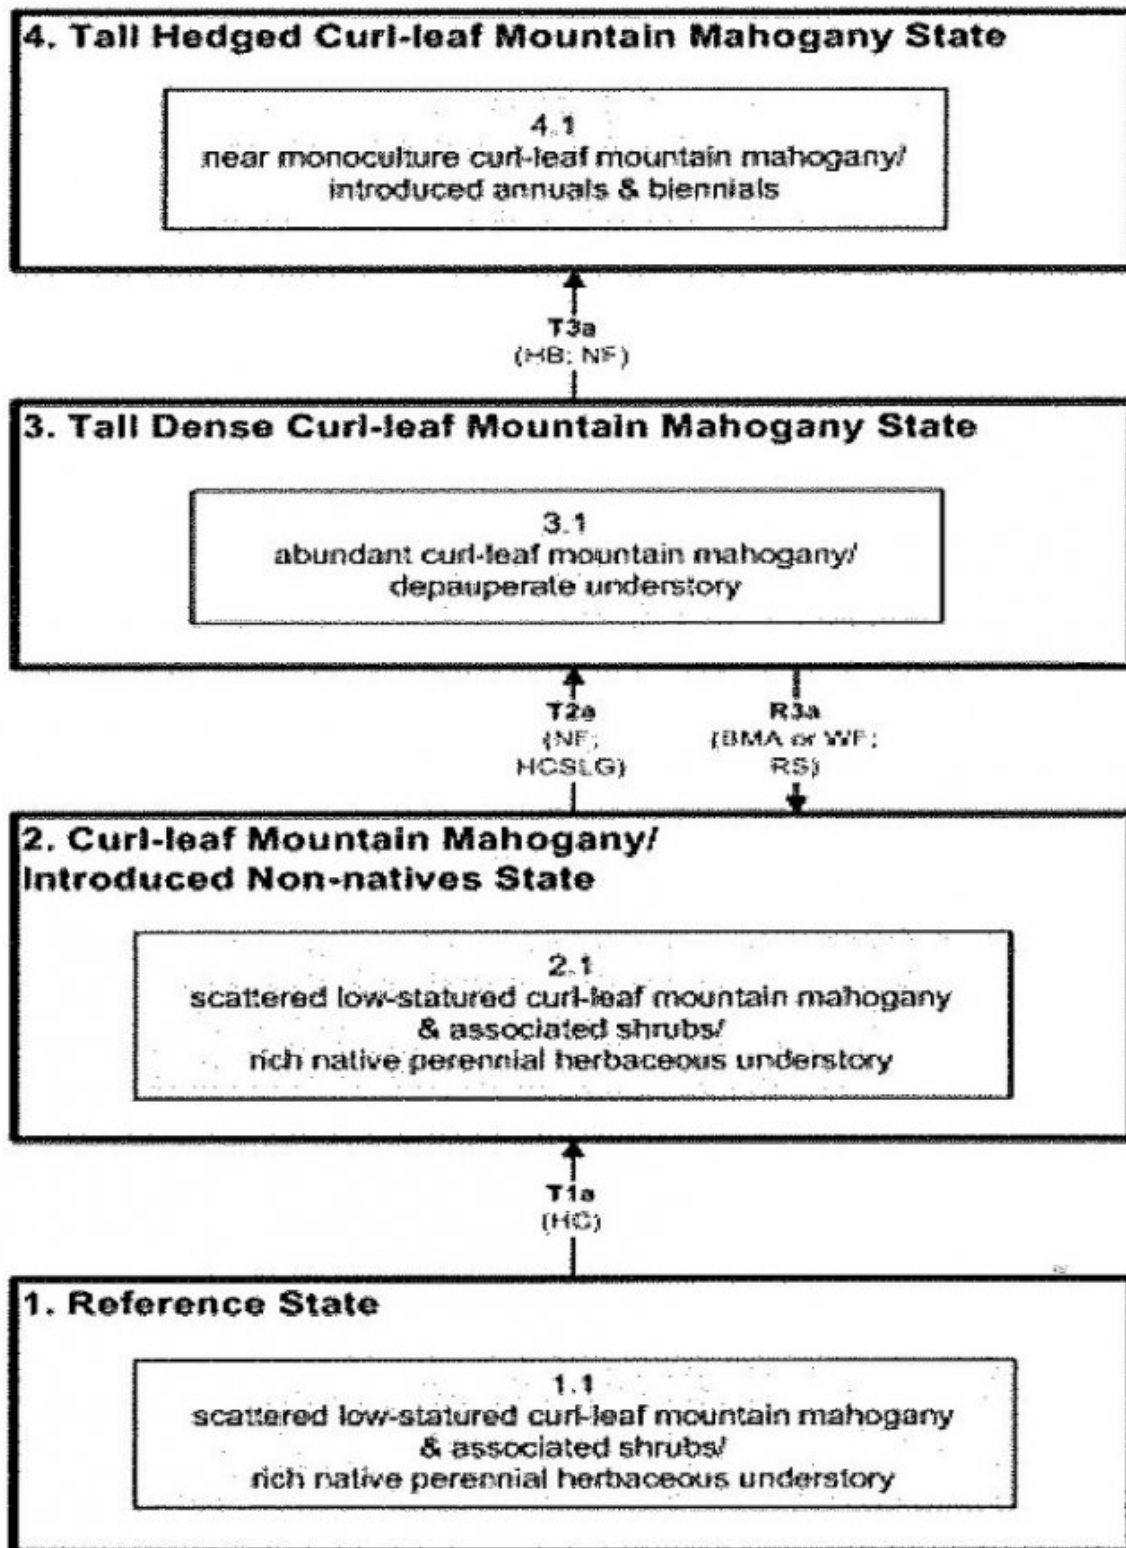 4. Tall Hedged Curl-leaf Mountain Mahogany State
4.1
near monoculture curl-leaf mountain mahogany/
introduced annuals & biennials
T3a
(HB; NF)
3. Tall Dense Curl-leaf Mountain Mahogany State
3.1
abundant curl-leaf mountain mahogany/
depauperate understory
T2a
(NF;
HCSLG)
R3a
(BMA or WF;
RS)
2. Curl-leaf Mountain Mahogany/
Introduced Non-natives State
2.1
scattered low-statured curl-leaf mountain mahogany
& associated shrubs/
rich native perennial herbaceous understory
T1a
(HC)
1. Reference State
1.1
scattered low-statured curl-leaf mountain mahogany
& associated shrubs/
rich native perennial herbaceous understory